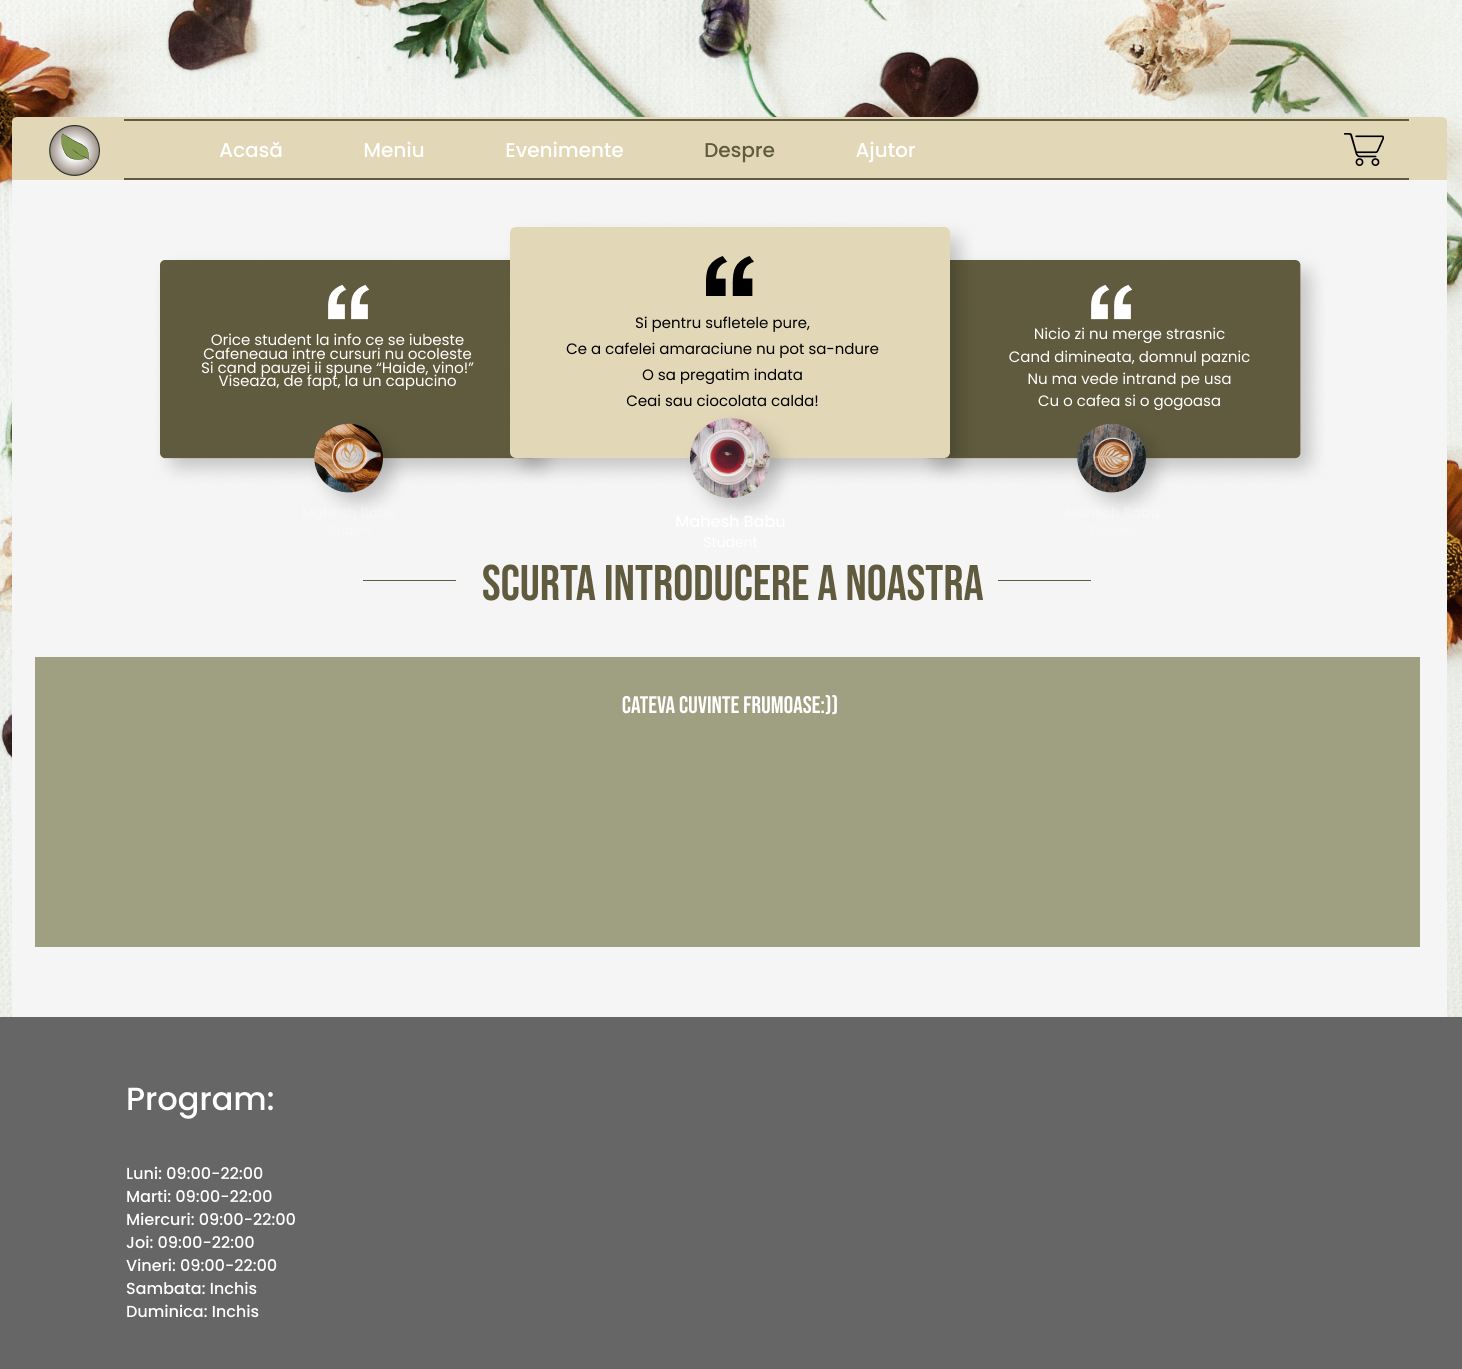 Acasă
Meniu
Evenimente
Despre
Ajutor
Orice student la info ce se iubeste
Cafeneaua intre cursuri nu ocoleste
Si cand pauzei ii spune “Haide, vino!”
Viseaza, de fapt, la un capucino
Si pentru sufletele pure,
Ce a cafelei amaraciune nu pot sa-ndure
O sa pregatim indata
Ceai sau ciocolata calda!
Nicio zi nu merge strasnic
Cand dimineata, domnul paznic
Nu ma vede intrand pe usa
Cu o cafea si o gogoasa
Mahesh Babu
Student
SCURTA INTRODUCERE A NOASTRA
CATEVA CUVINTE FRUMOASE:))
Program:
Luni: 09:00-22:00
Marti: 09:00-22:00
Miercuri: 09:00-22:00
Joi: 09:00-22:00
Vineri: 09:00-22:00
Sambata: Inchis
Duminica: Inchis